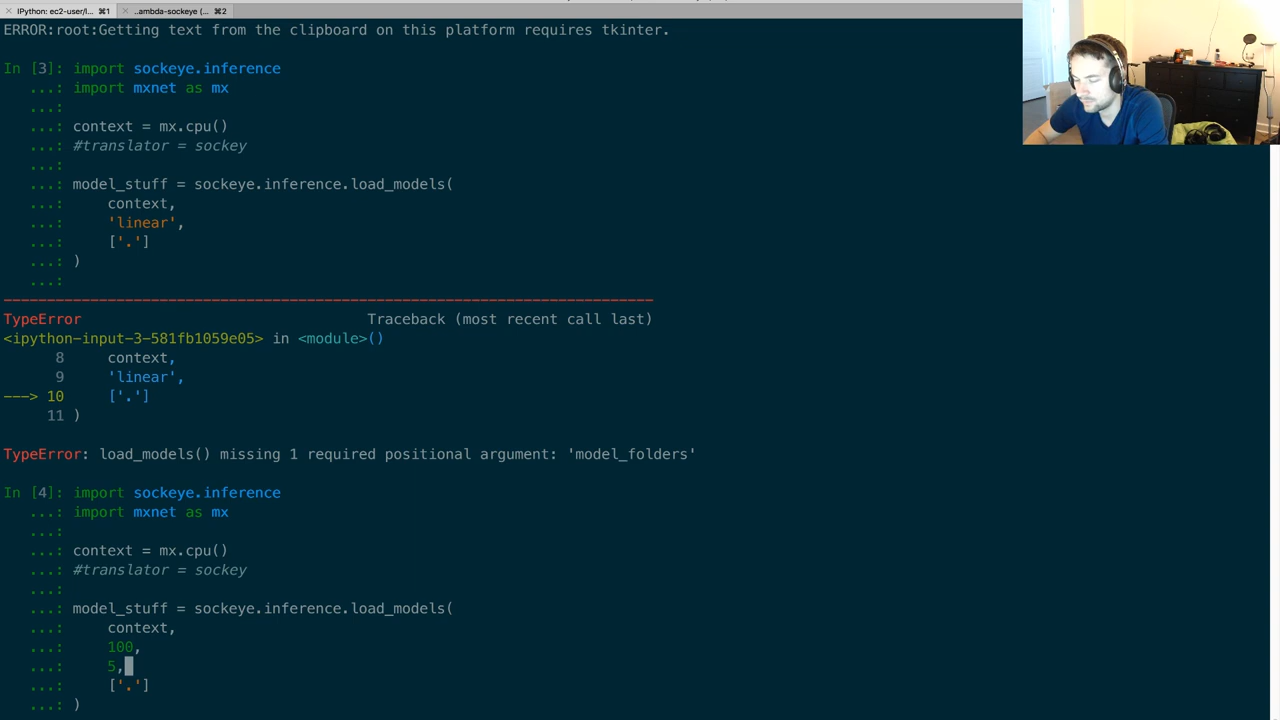 IPython: ec2-user/l... ⌘1
..ambda-sockeye (... ⌘2
ERROR:root:Getting text from the clipboard on this platform requires tkinter.
In [3]: import sockeye.inference
...: import mxnet as mx
...:
...: context = mx.cpu()
...: #translator = sockey
...:
...: model_stuff = sockeye.inference.load_models(
...: context,
...: 'linear',
...: ['.']
...: )
...:
---------------------------------------------------------------------------
TypeError Traceback (most recent call last)
<ipython-input-3-581fb1059e05> in <module>()
8 context,
9 'linear',
---> 10 ['.']
11 )
TypeError: load_models() missing 1 required positional argument: 'model_folders'
In [4]: import sockeye.inference
...: import mxnet as mx
...:
...: context = mx.cpu()
...: #translator = sockey
...:
...: model_stuff = sockeye.inference.load_models(
...: context,
...: 100,
...: 5,
...: ['.']
...: )